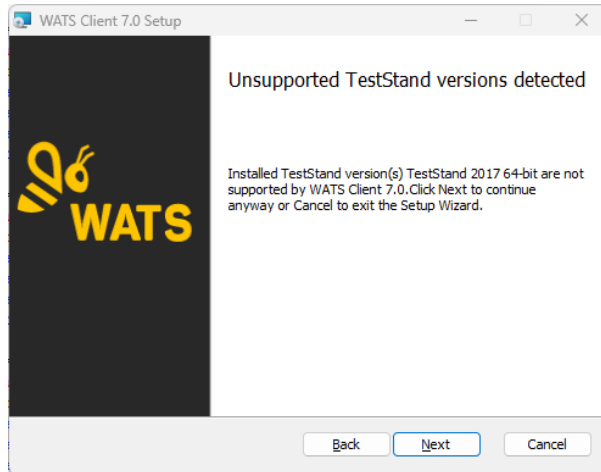 WATS Client 7.0 Setup
Unsupported TestStand versions detected
Installed TestStand version(s) TestStand 2017 64-bit are not
supported by WATS Client 7.0.Click Next to continue
anyway or Cancel to exit the Setup Wizard.
WATS
Back Next Cancel